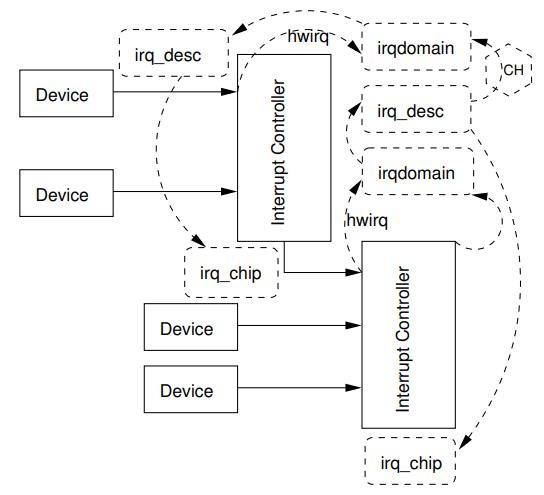 hwirq
irqdomain
irq_desc
CH
Device
irq_desc
Interrupt Controller
irqdomain
Device
hwirq
irq_chip
Interrupt Controller
Device
Device
irq_chip